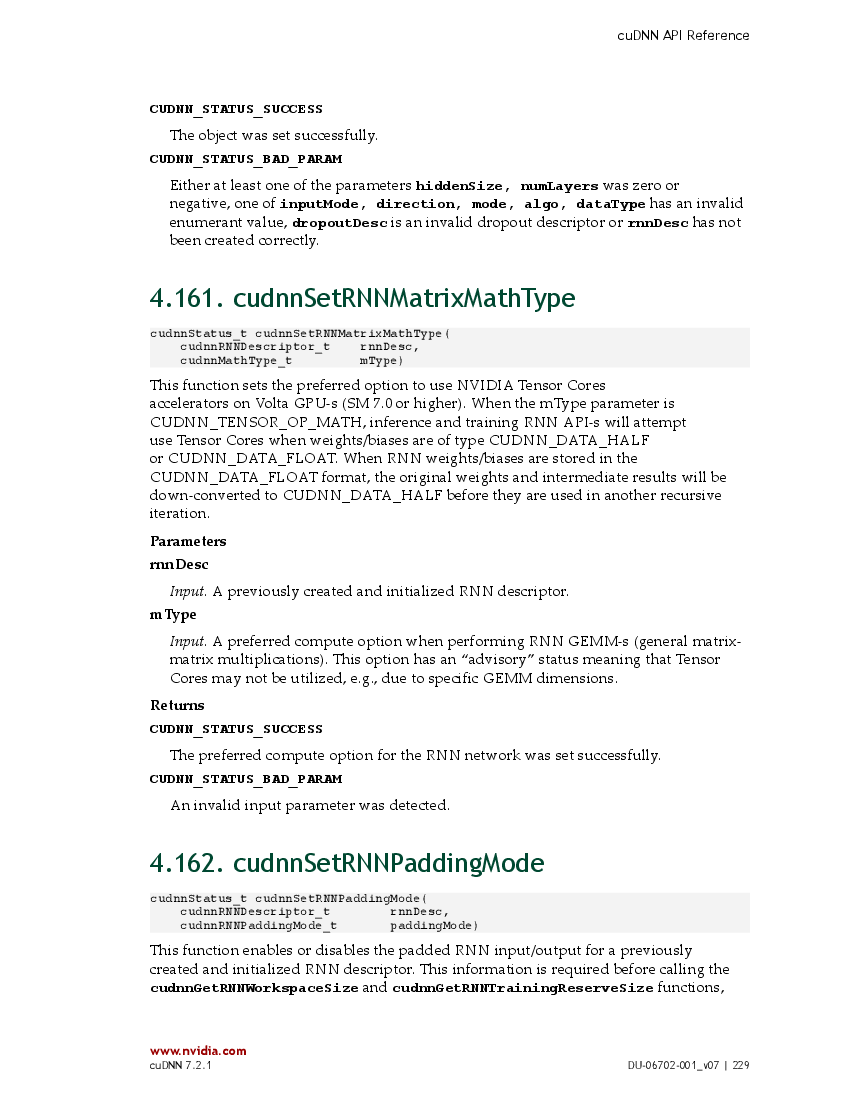 cuDNN API Reference
CUDNN_STATUS_SUCCESS
The object was set successfully.
CUDNN_STATUS_BAD_PARAM
Either at least one of the parameters hiddenSize, numLayers was zero or
negative, one of inputMode, direction, mode, algo, dataType has an invalid
enumerant value, dropoutDesc is an invalid dropout descriptor or rnnDesc has not
been created correctly.
4.161. cudnnSetRNNMatrixMathType
cudnnStatus_t cudnnSetRNNMatrixMathType(
cudnnRNNDescriptor_t rnnDesc,
cudnnMathType_t mType)
This function sets the preferred option to use NVIDIA Tensor Cores
accelerators on Volta GPU-s (SM 7.0 or higher). When the mType parameter is
CUDNN_TENSOR_OP_MATH, inference and training RNN API-s will attempt
use Tensor Cores when weights/biases are of type CUDNN_DATA_HALF
or CUDNN_DATA_FLOAT. When RNN weights/biases are stored in the
CUDNN_DATA_FLOAT format, the original weights and intermediate results will be
down-converted to CUDNN_DATA_HALF before they are used in another recursive
iteration.
Parameters
rnnDesc
Input. A previously created and initialized RNN descriptor.
mType
Input. A preferred compute option when performing RNN GEMM-s (general matrix-
matrix multiplications). This option has an “advisory” status meaning that Tensor
Cores may not be utilized, e.g., due to specific GEMM dimensions.
Returns
CUDNN_STATUS_SUCCESS
The preferred compute option for the RNN network was set successfully.
CUDNN_STATUS_BAD_PARAM
An invalid input parameter was detected.
4.162. cudnnSetRNNPaddingMode
cudnnStatus_t cudnnSetRNNPaddingMode(
cudnnRNNDescriptor_t rnnDesc,
cudnnRNNPaddingMode_t paddingMode)
This function enables or disables the padded RNN input/output for a previously
created and initialized RNN descriptor. This information is required before calling the
cudnnGetRNNWorkspaceSize and cudnnGetRNNTrainingReserveSize functions,
www.nvidia.com
cuDNN 7.2.1 DU-06702-001_v07 | 229